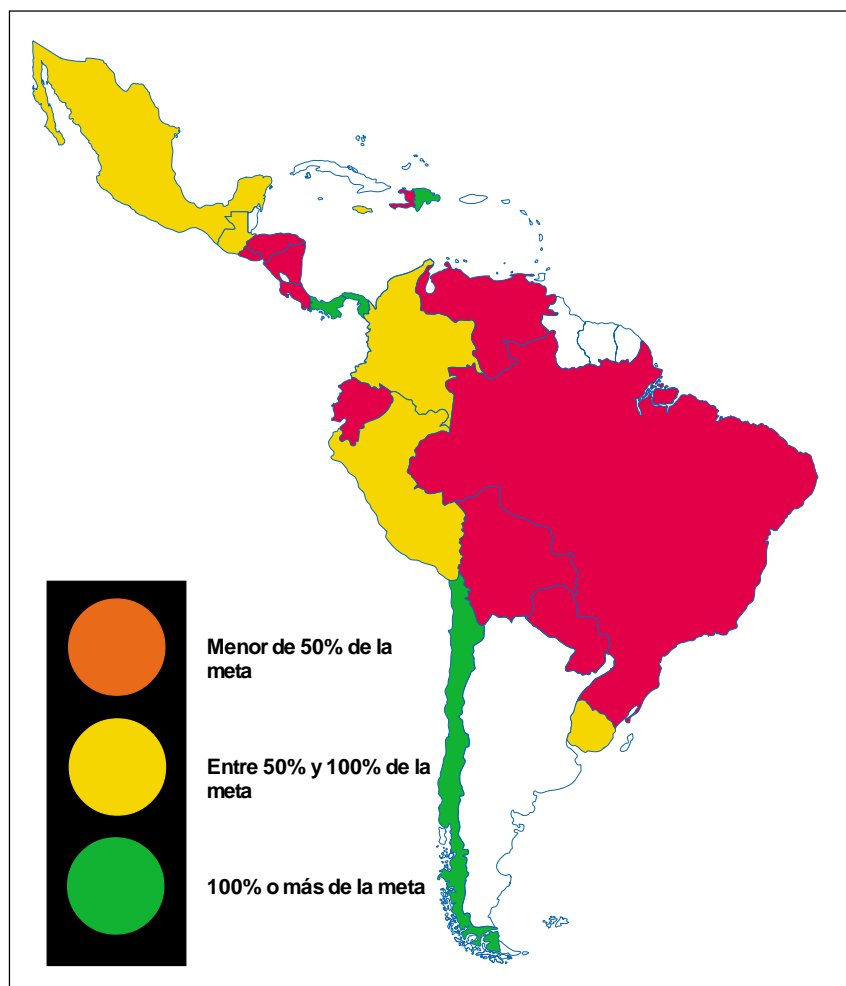 Menor de 50% de la
meta
Entre 50% y 100% de la
meta
100% o más de la meta